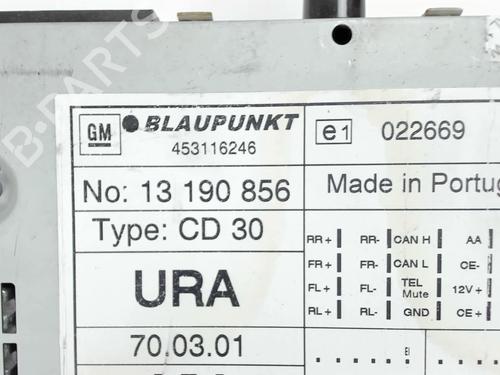 GM BLAUPUNKT
453116246
e1 022669
No: 13 190 856
Made in Portug
Type: CD 30
URA
70.03.01
RR+ RR- CAN H AA
FR+ FR- CAN L CE-
FL+ FL- TEL Mute 12V+
RL+ RL- GND CE+
B-PARTS